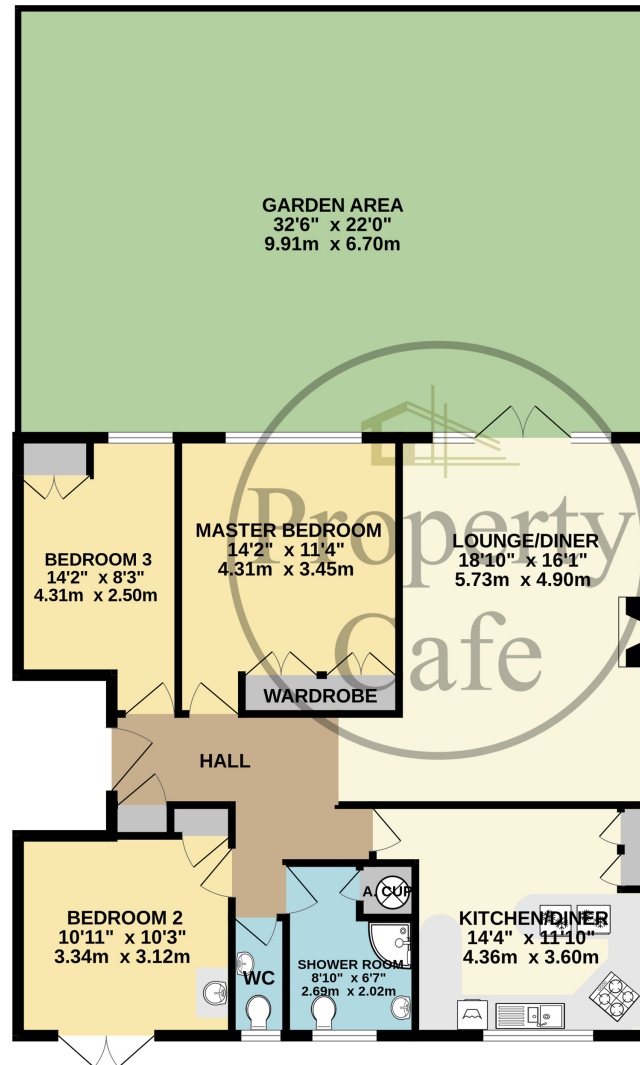 GARDEN AREA
32'6" x 22'0"
9.91m x 6.70m
Property
Cafe
MASTER BEDROOM
14'2" x 11'4"
4.31m x 3.45m
LOUNGE/DINER
18'10" x 16'1"
5.73m x 4.90m
BEDROOM 3
14'2" x 8'3"
4.31m x 2.50m
WARDROBE
HALL
A. CUP
BEDROOM 2
10'11" x 10'3"
3.34m x 3.12m
KITCHEN/DINER
14'4" x 11'10"
4.36m x 3.60m
WC
SHOWER ROOM
8'10" x 6'7"
2.69m x 2.02m